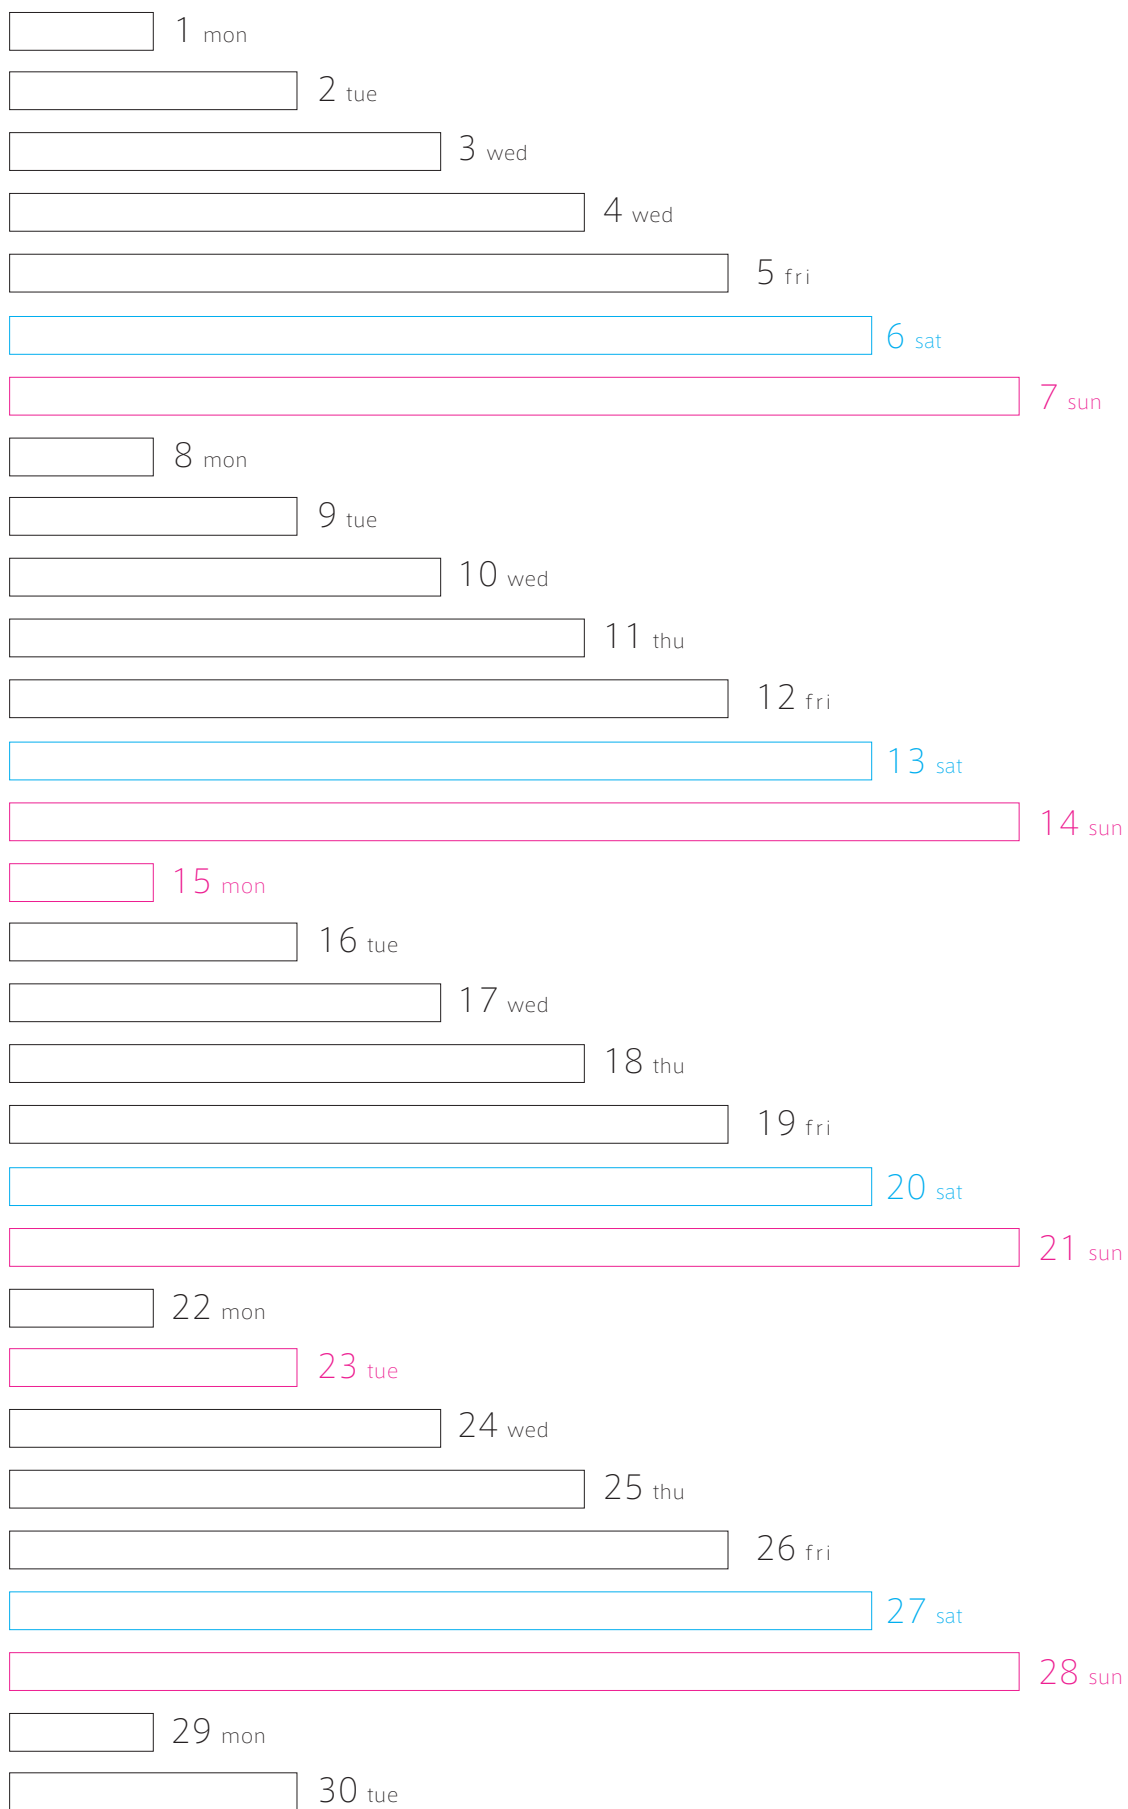 1 mon
2 tue
3 wed
4 wed
5 fri
6 sat
7 sun
8 mon
9 tue
10 wed
11 thu
12 fri
13 sat
14 sun
15 mon
16 tue
17 wed
18 thu
19 fri
20 sat
21 sun
22 mon
23 tue
24 wed
25 thu
26 fri
27 sat
28 sun
29 mon
30 tue